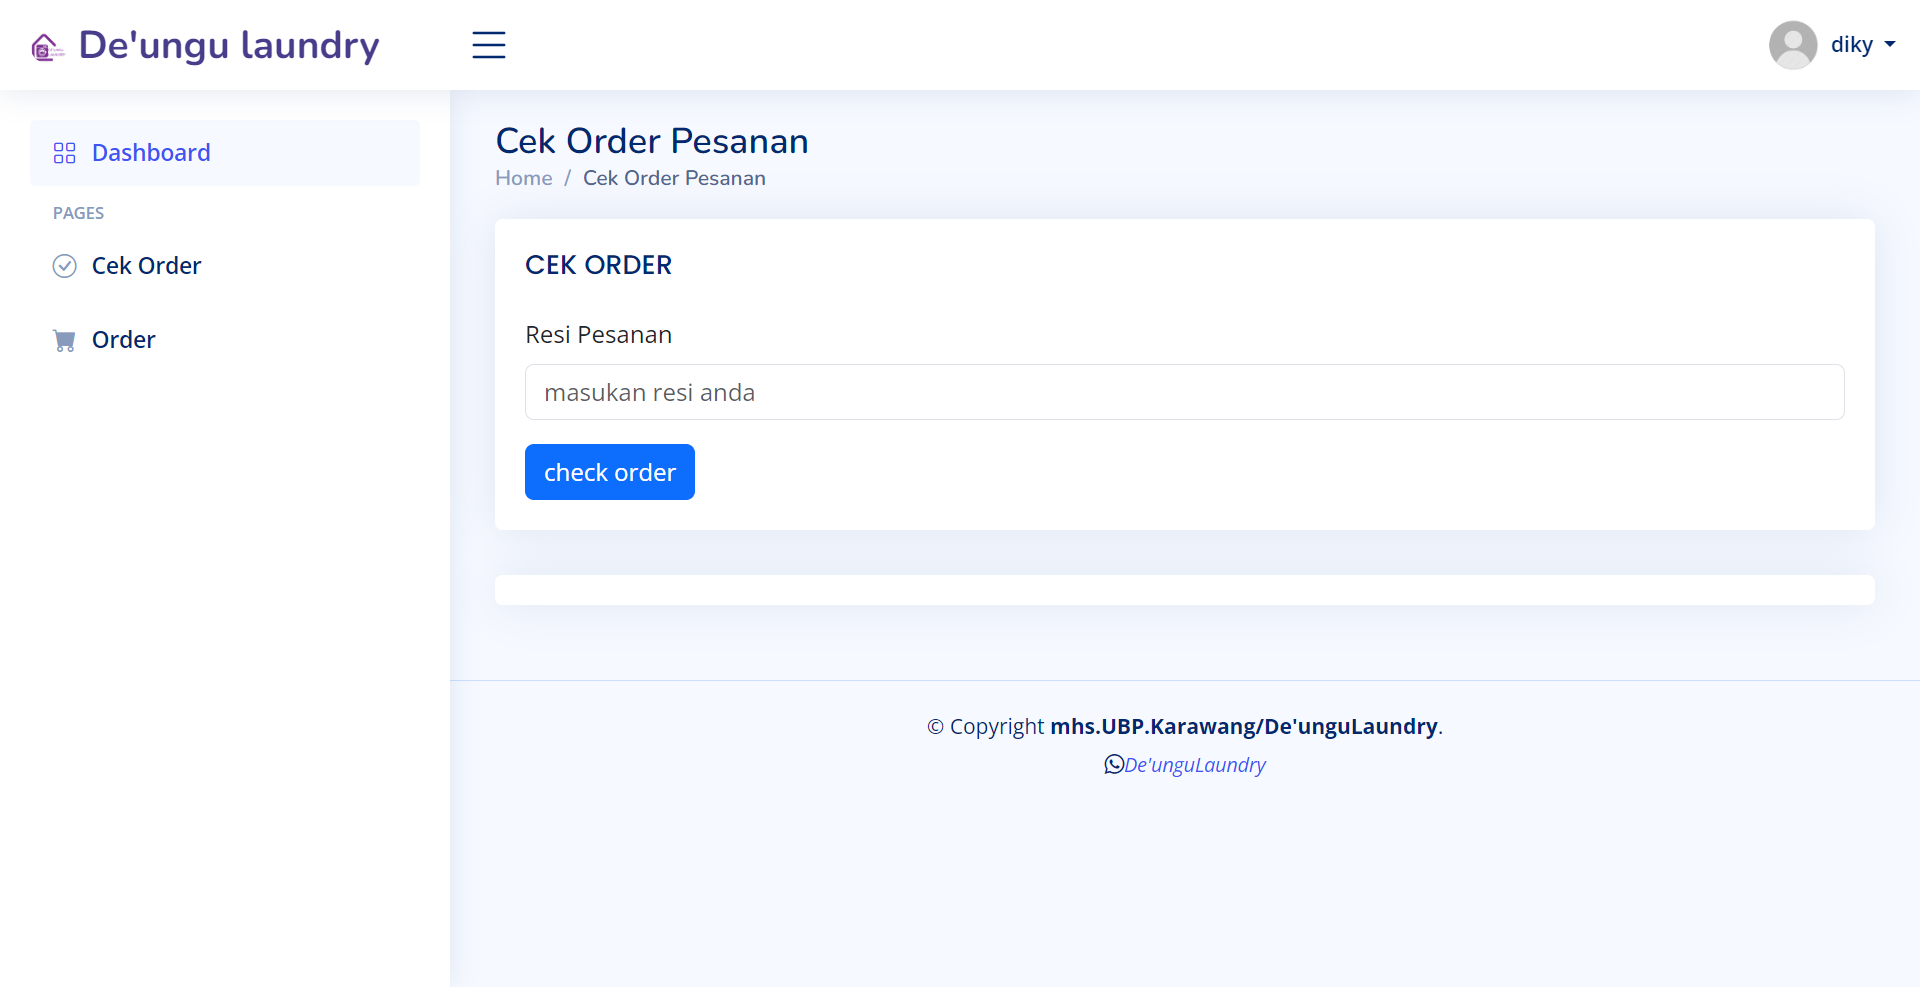 De'ungu laundry
diky
Dashboard
PAGES
Cek Order
Order
Cek Order Pesanan
Home / Cek Order Pesanan
CEK ORDER
Resi Pesanan
masukan resi anda
check order
© Copyright mhs.UBP.Karawang/De'unguLaundry.
De'unguLaundry